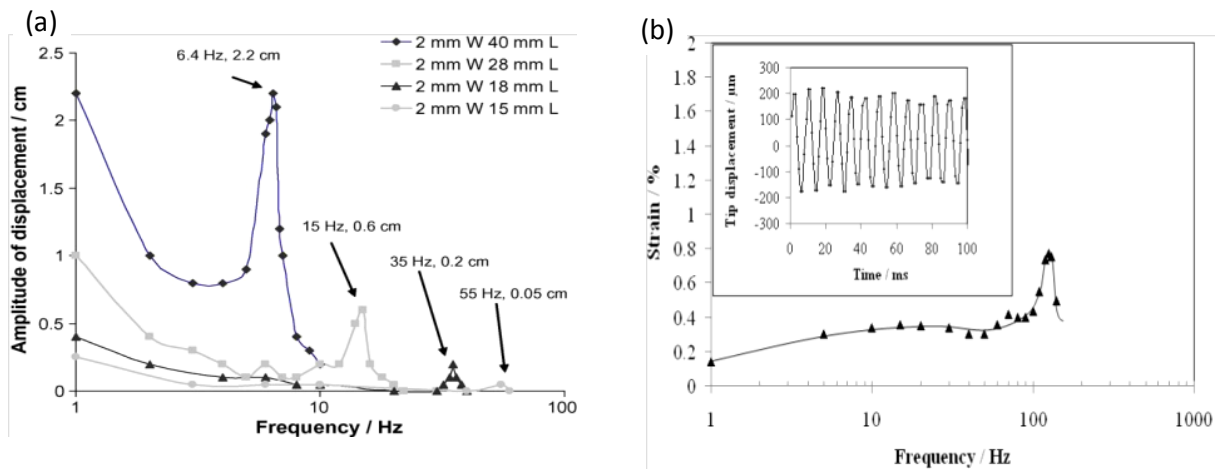 (a)
2.5
2
1.5
1
0.5
0
Amplitude of displacement / cm
1
10
100
Frequency / Hz
6.4 Hz, 2.2 cm
15 Hz, 0.6 cm
35 Hz, 0.2 cm
55 Hz, 0.05 cm
2 mm W 40 mm L
2 mm W 28 mm L
2 mm W 18 mm L
2 mm W 15 mm L
(b)
2
1.8
1.6
1.4
1.2
1
0.8
0.6
0.4
0.2
0
Strain / %
1
10
100
1000
Frequency / Hz
300
200
100
0
-100
-200
-300
Tip displacement / µm
0
20
40
60
80
100
Time / ms